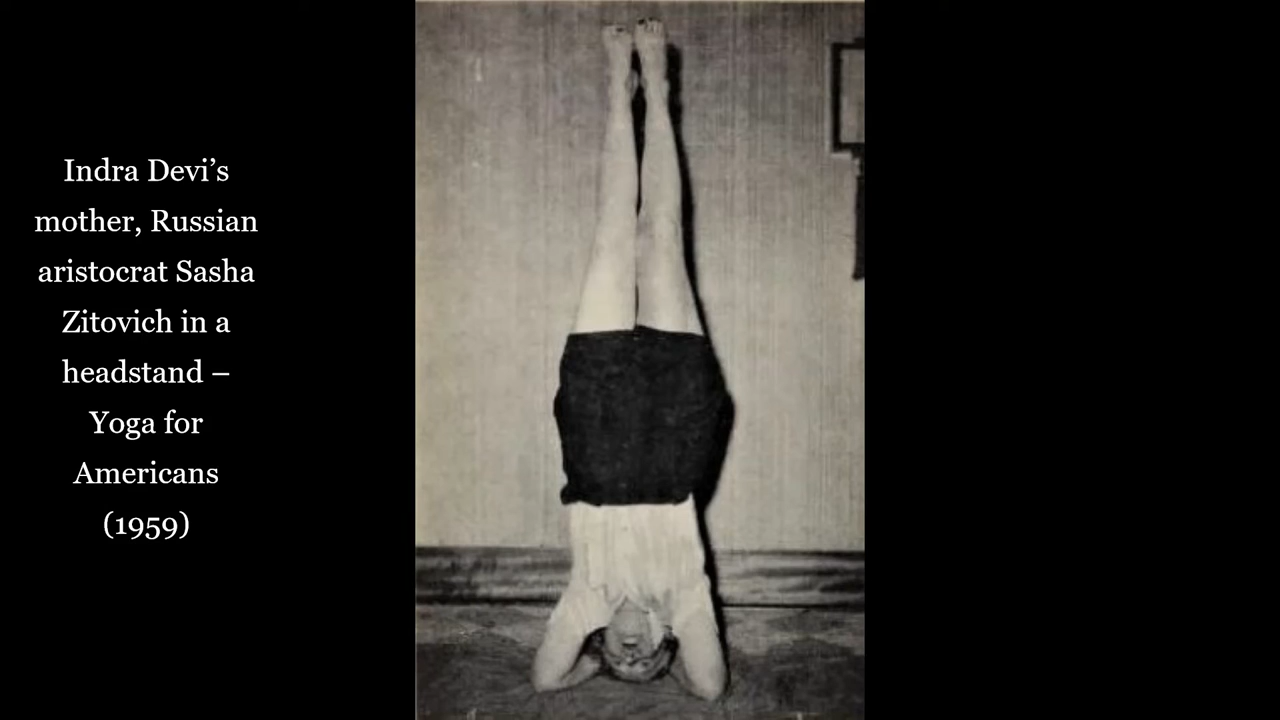 Indra Devi’s
mother, Russian
aristocrat Sasha
Zitovich in a
headstand –
Yoga for
Americans
(1959)